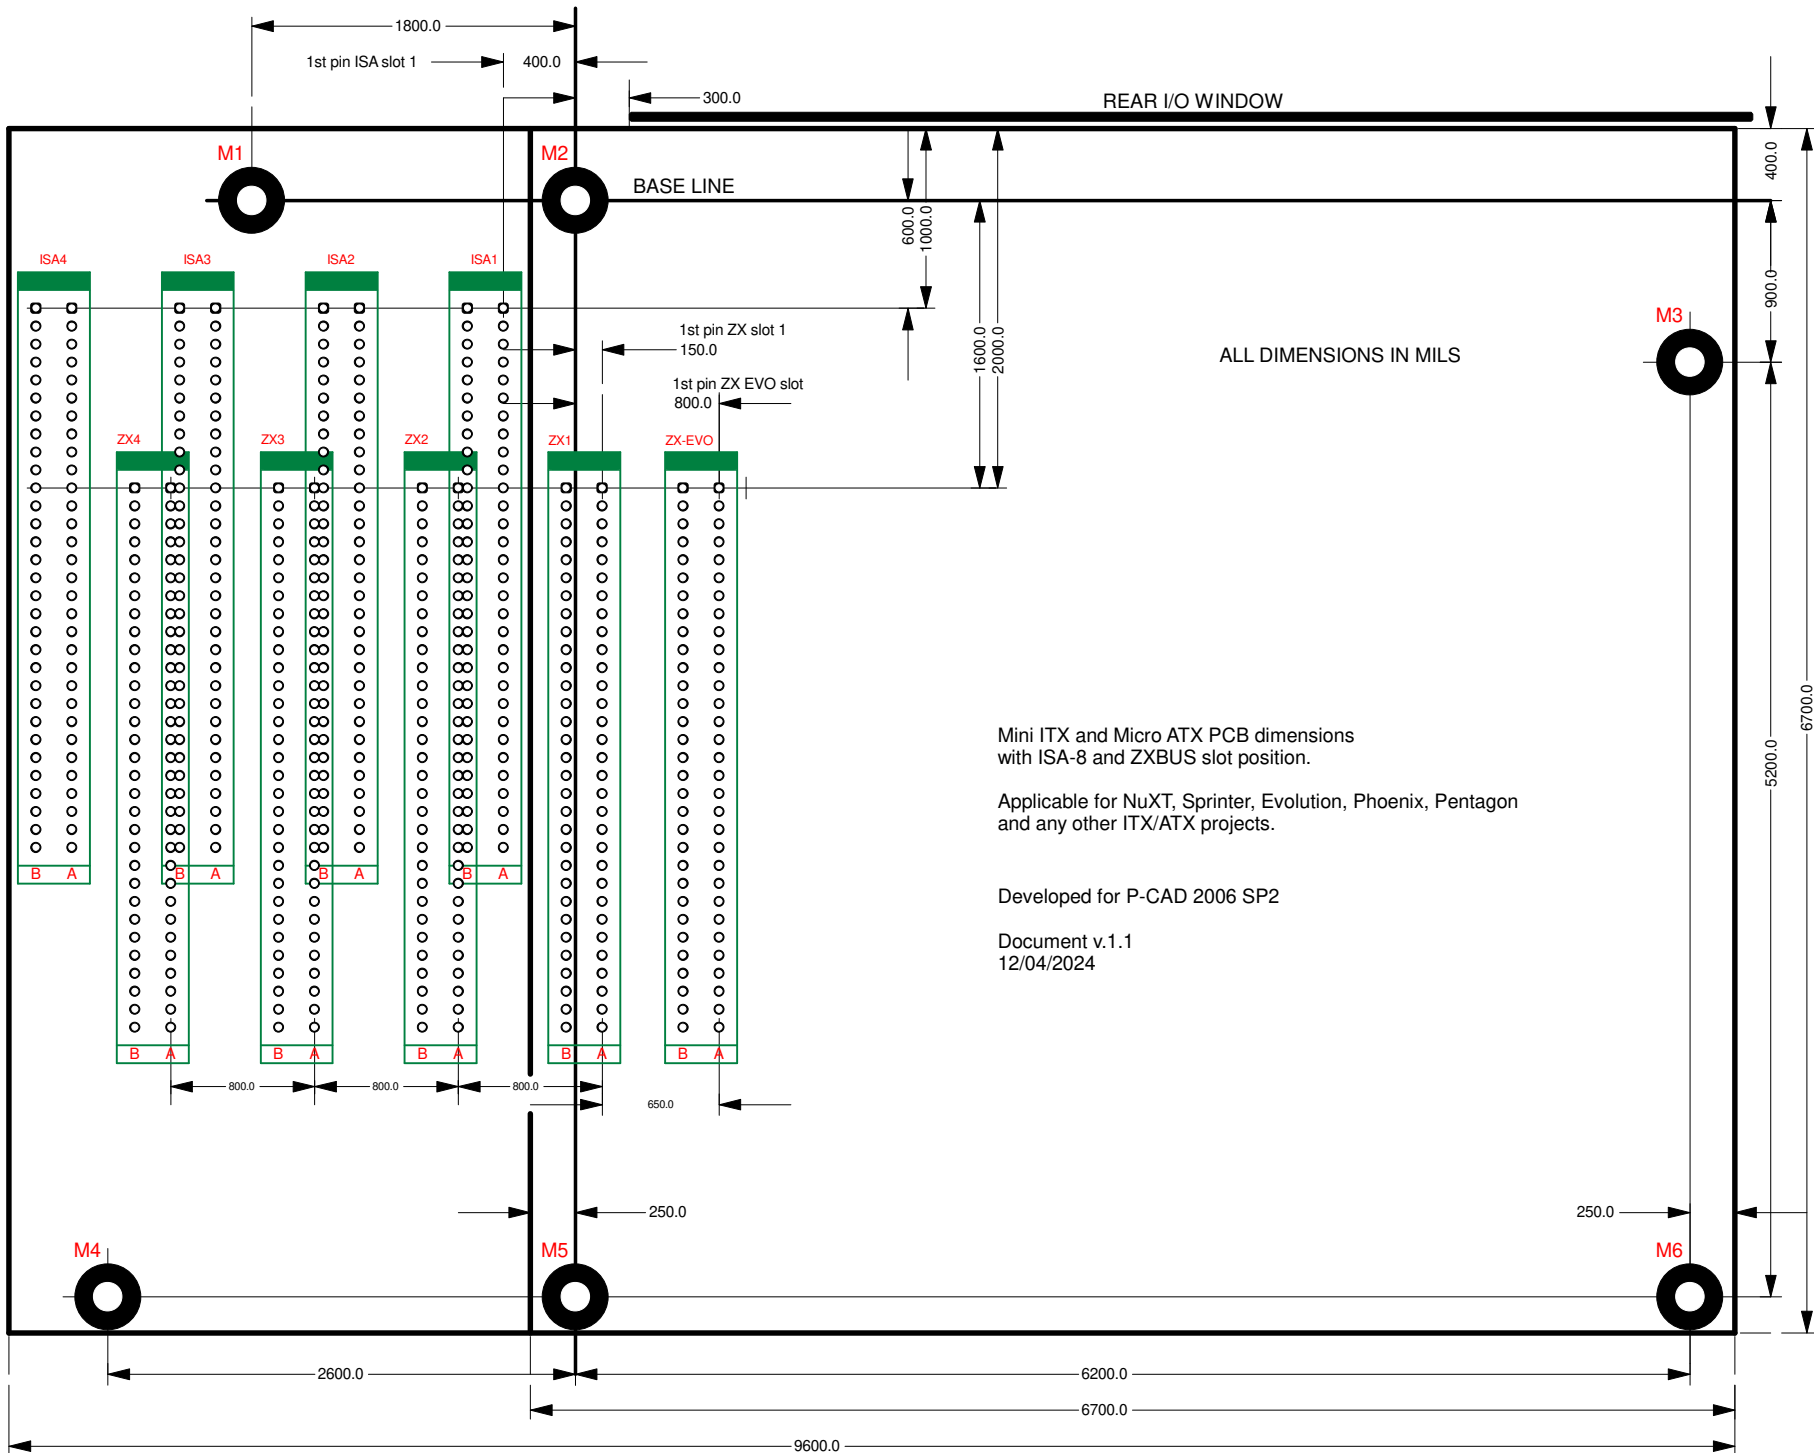 1800.0
1st pin ISA slot 1
400.0
300.0
REAR I/O WINDOW
M1
M2
BASE LINE
400.0
600.0
1000.0
900.0
ISA4
ISA3
ISA2
ISA1
M3
1st pin ZX slot 1
150.0
1600.0
2000.0
ALL DIMENSIONS IN MILS
1st pin ZX EVO slot
800.0
ZX4
ZX3
ZX2
ZX1
ZX-EVO
6700.0
5200.0
Mini ITX and Micro ATX PCB dimensions
with ISA-8 and ZXBUS slot position.
Applicable for NuXT, Sprinter, Evolution, Phoenix, Pentagon
and any other ITX/ATX projects.
B A
B A
B A
B A
Developed for P-CAD 2006 SP2
Document v.1.1
12/04/2024
B A
B A
B A
B A
B A
800.0
800.0
800.0
650.0
250.0
250.0
M4
M5
M6
2600.0
6200.0
6700.0
9600.0